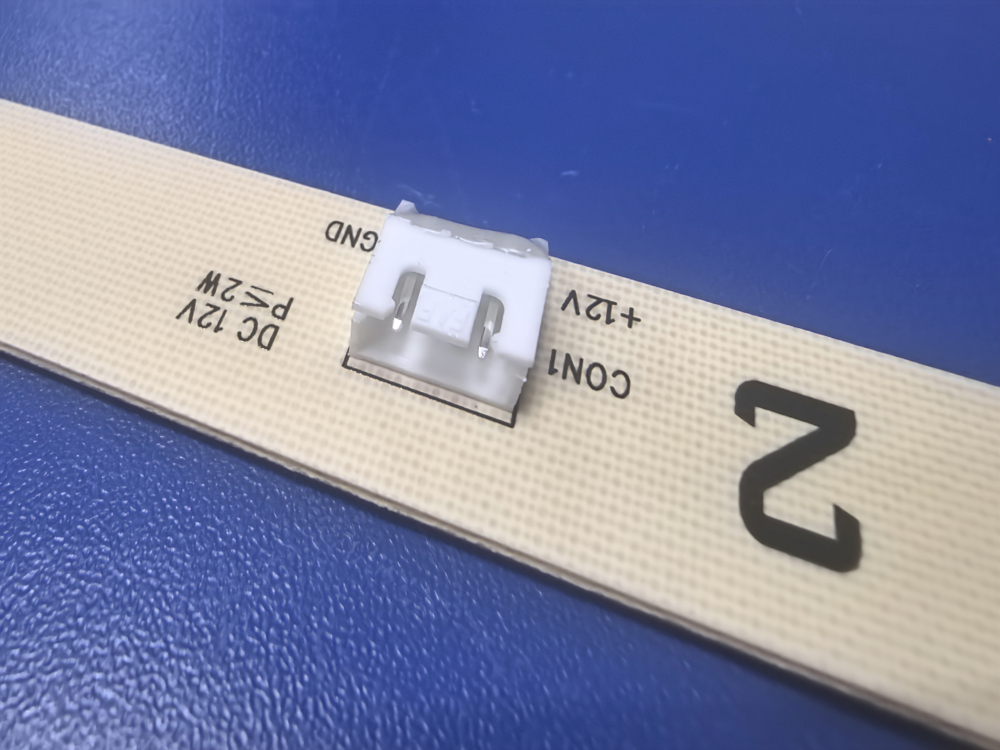 2
CON1
+12V
DC 12V
P≤2W
GND